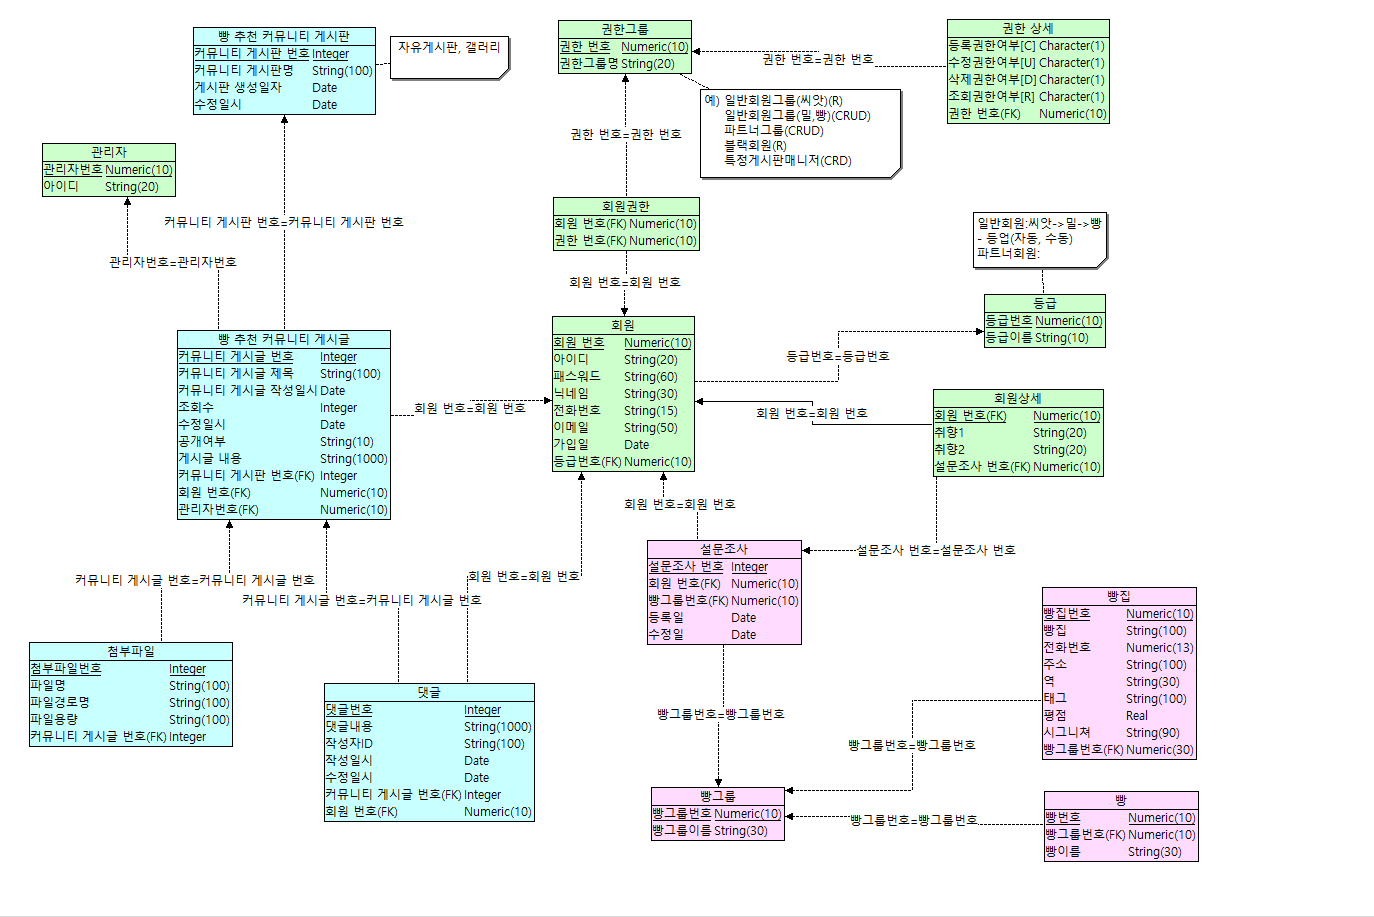 빵 추천 커뮤니티 게시판
커뮤니티 게시판 번호 Integer
커뮤니티 게시판명 String(100)
게시판 생성일자 Date
수정일시 Date
자유게시판, 갤러리
권한그룹
권한 번호 Numeric(10)
권한그룹명 String(20)
권한 번호=권한 번호
권한 상세
등록권한여부[C] Character(1)
수정권한여부[U] Character(1)
삭제권한여부[D] Character(1)
조회권한여부[R] Character(1)
권한 번호(FK) Numeric(10)
예) 일반회원그룹(씨앗)(R)
일반회원그룹(밀,빵)(CRUD)
파트너그룹(CRUD)
블랙회원(R)
특정게시판매니저(CRD)
권한 번호=권한 번호
관리자
관리자번호 Numeric(10)
아이디 String(20)
커뮤니티 게시판 번호=커뮤니티 게시판 번호
관리자번호=관리자번호
회원권한
회원 번호(FK) Numeric(10)
권한 번호(FK) Numeric(10)
회원 번호=회원 번호
일반회원:씨앗->밀->빵
- 등업(자동, 수동)
파트너회원:
등급
등급번호 Numeric(10)
등급이름 String(10)
등급번호=등급번호
빵 추천 커뮤니티 게시글
커뮤니티 게시글 번호 Integer
커뮤니티 게시글 제목 String(100)
커뮤니티 게시글 작성일시 Date
조회수 Integer
수정일시 Date
공개여부 String(10)
게시글 내용 String(1000)
커뮤니티 게시판 번호(FK) Integer
회원 번호(FK) Numeric(10)
관리자번호(FK) Numeric(10)
회원 번호=회원 번호
회원
회원 번호 Numeric(10)
아이디 String(20)
패스워드 String(60)
닉네임 String(30)
전화번호 String(15)
이메일 String(50)
가입일 Date
등급번호(FK) Numeric(10)
회원 번호=회원 번호
회원상세
회원 번호(FK) Numeric(10)
취향1 String(20)
취향2 String(20)
설문조사 번호(FK) Numeric(10)
회원 번호=회원 번호
설문조사 번호=설문조사 번호
설문조사
설문조사 번호 Integer
회원 번호(FK) Numeric(10)
빵그룹번호(FK) Numeric(10)
등록일 Date
수정일 Date
커뮤니티 게시글 번호=커뮤니티 게시글 번호
회원 번호=회원 번호
커뮤니티 게시글 번호=커뮤니티 게시글 번호
첨부파일
첨부파일번호 Integer
파일명 String(100)
파일경로명 String(100)
파일용량 String(100)
커뮤니티 게시글 번호(FK) Integer
댓글
댓글번호 Integer
댓글내용 String(1000)
작성자ID String(100)
작성일시 Date
수정일시 Date
커뮤니티 게시글 번호(FK) Integer
회원 번호(FK) Numeric(10)
빵그룹번호=빵그룹번호
빵집
빵집번호 Numeric(10)
빵집 String(100)
전화번호 Numeric(13)
주소 String(100)
역 String(30)
태그 String(100)
평점 Real
시그니쳐 String(90)
빵그룹번호(FK) Numeric(30)
빵그룹번호=빵그룹번호
빵그룹
빵그룹번호 Numeric(10)
빵그룹이름 String(30)
빵그룹번호=빵그룹번호
빵
빵번호 Numeric(10)
빵그룹번호(FK) Numeric(10)
빵이름 String(30)